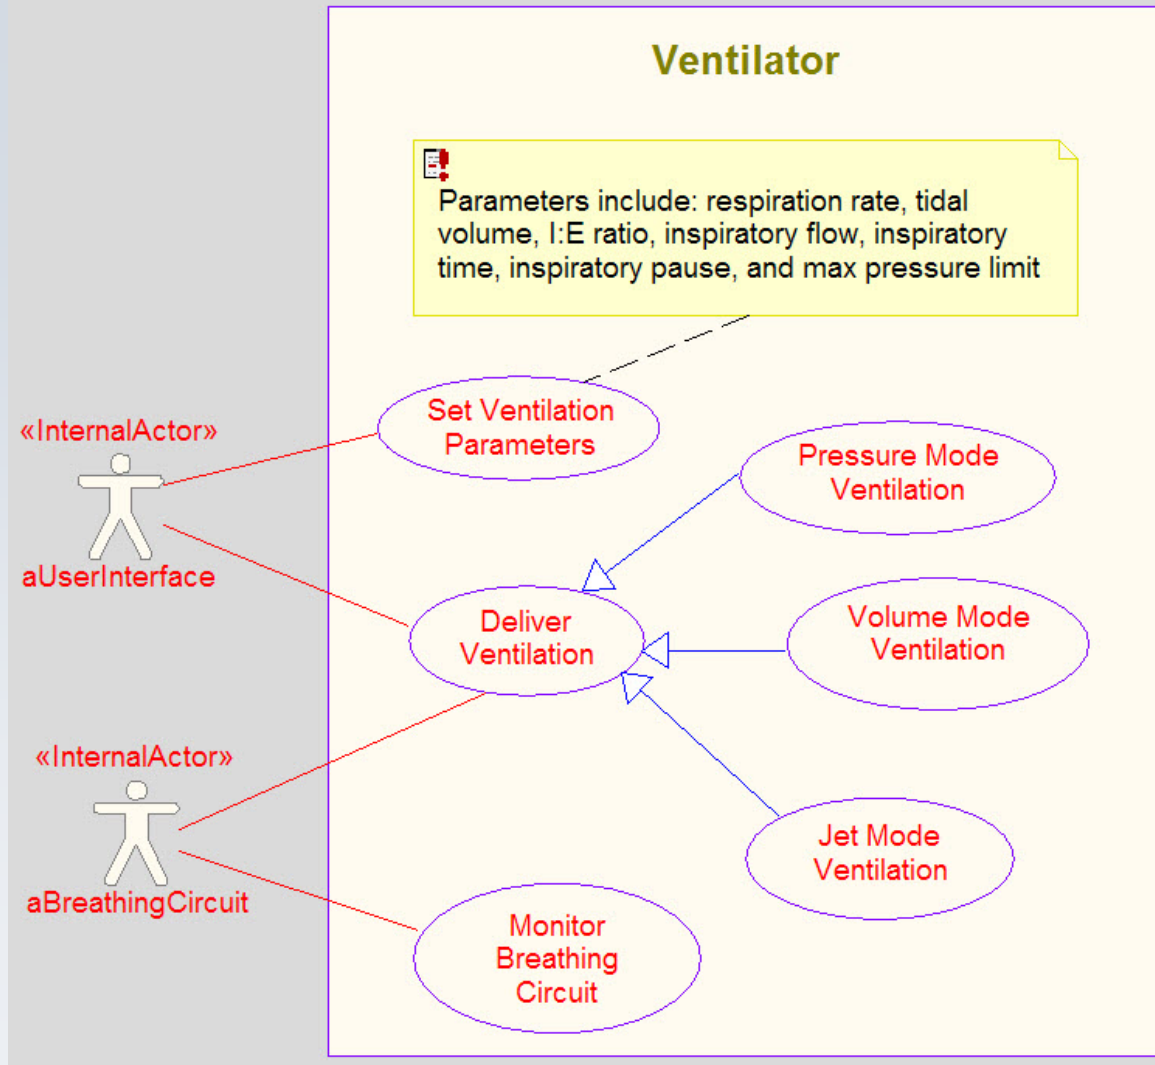 Ventilator
Parameters include: respiration rate, tidal
volume, I:E ratio, inspiratory flow, inspiratory
time, inspiratory pause, and max pressure limit
«InternalActor»
aUserInterface
Set Ventilation
Parameters
Pressure Mode
Ventilation
Deliver
Ventilation
Volume Mode
Ventilation
«InternalActor»
aBreathingCircuit
Jet Mode
Ventilation
Monitor
Breathing
Circuit